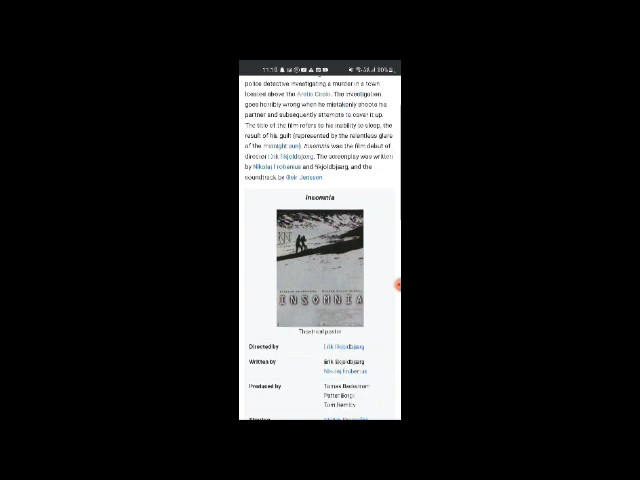 11:18
police detective investigating a murder in a town
located above the Arctic Circle. The investigation
goes horribly wrong when he mistakenly shoots his
partner and subsequently attempts to cover it up.
The title of the film refers to his inability to sleep, the
result of his guilt (represented by the relentless glare
of the midnight sun). Insomnia was the film debut of
director Erik Skjoldbjærg. The screenplay was written
by Nikolaj Frobenius and Skjoldbjærg, and the
soundtrack by Geir Jenssen.
Insomnia
INSOMNIA
Theatrical poster
Directed by Erik Skjoldbjærg
Written by Erik Skjoldbjærg
Nikolaj Frobenius
Produced by Tomas Backström
Petter Borgli
Tom Remlov